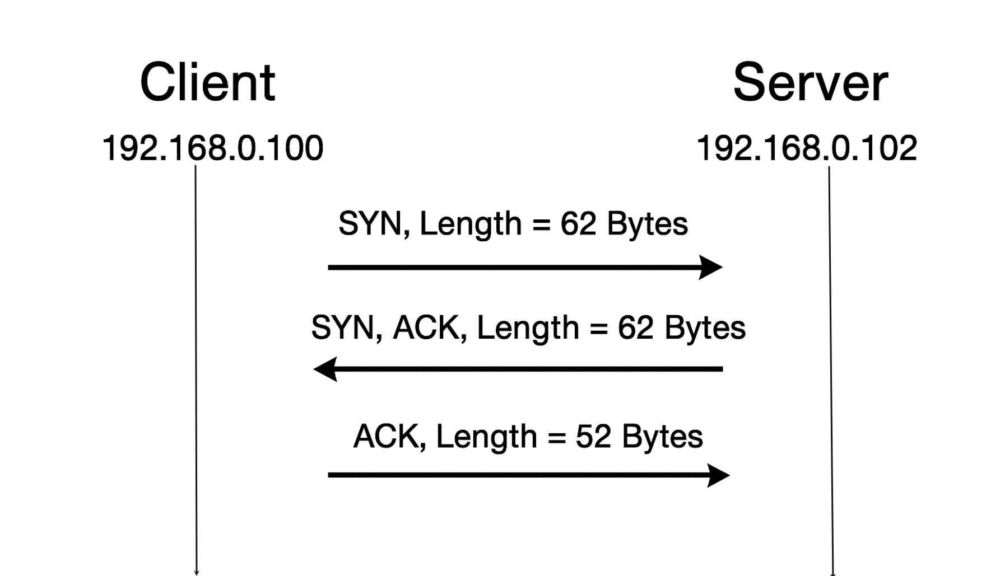 Client
Server
192.168.0.100
192.168.0.102
SYN, Length = 62 Bytes
SYN, ACK, Length = 62 Bytes
ACK, Length = 52 Bytes